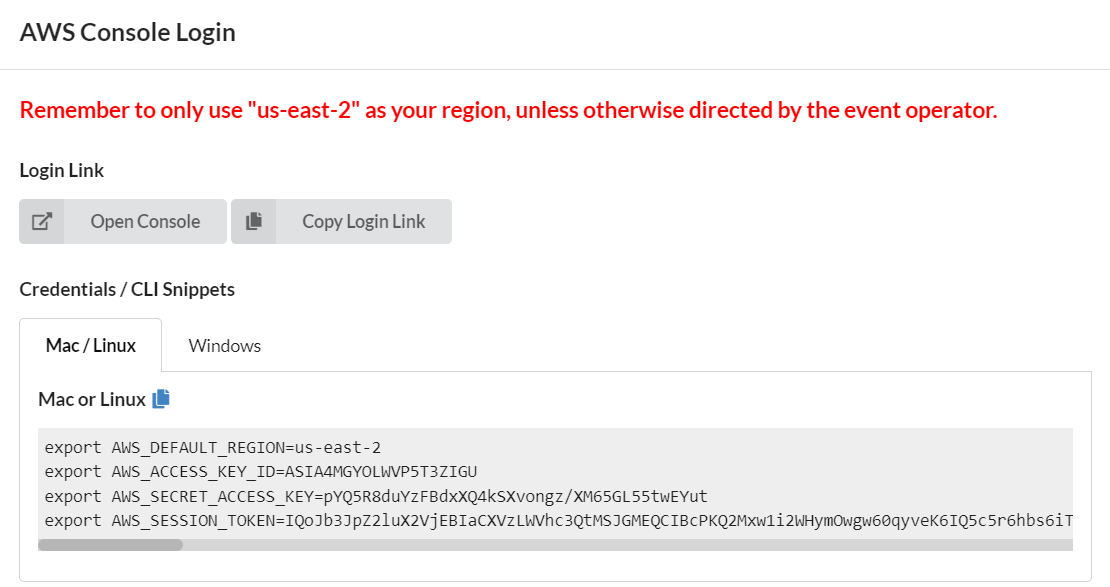 AWS Console Login
Remember to only use "us-east-2" as your region, unless otherwise directed by the event operator.
Login Link
Open Console Copy Login Link
Credentials / CLI Snippets
Mac / Linux Windows
Mac or Linux
export AWS_DEFAULT_REGION=us-east-2
export AWS_ACCESS_KEY_ID=ASIA4MGYOLWVP5T3ZIGU
export AWS_SECRET_ACCESS_KEY=pYQ5R8duYzFBdxXQ4kSXvongz/XM65GL55twEYut
export AWS_SESSION_TOKEN=IQoJb3JpZ2luX2VjEBIaCXVzLWVhc3QtMSJGMEQCIBcPKQ2Mxw1i2WHymOwgw60qyveK6IQ5c5r6hbs6iT